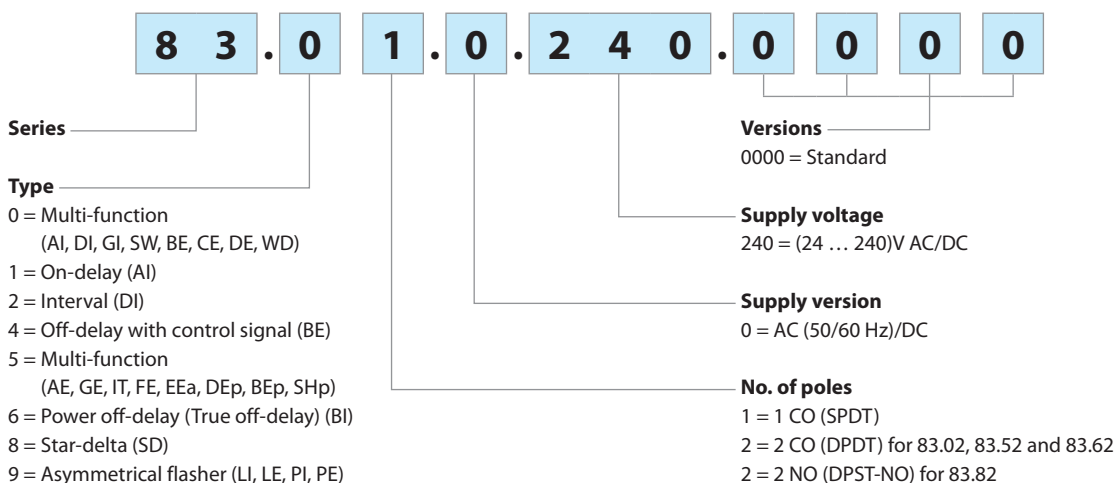 8 3 . 0 1 . 0 . 2 4 0 . 0 0 0 0
Series
Type
0 = Multi-function
(AI, DI, GI, SW, BE, CE, DE, WD)
1 = On-delay (AI)
2 = Interval (DI)
4 = Off-delay with control signal (BE)
5 = Multi-function
(AE, GE, IT, FE, EEa, DEp, BEp, SHp)
6 = Power off-delay (True off-delay) (BI)
8 = Star-delta (SD)
9 = Asymmetrical flasher (LI, LE, PI, PE)
Versions
0000 = Standard
Supply voltage
240 = (24 … 240)V AC/DC
Supply version
0 = AC (50/60 Hz)/DC
No. of poles
1 = 1 CO (SPDT)
2 = 2 CO (DPDT) for 83.02, 83.52 and 83.62
2 = 2 NO (DPST-NO) for 83.82